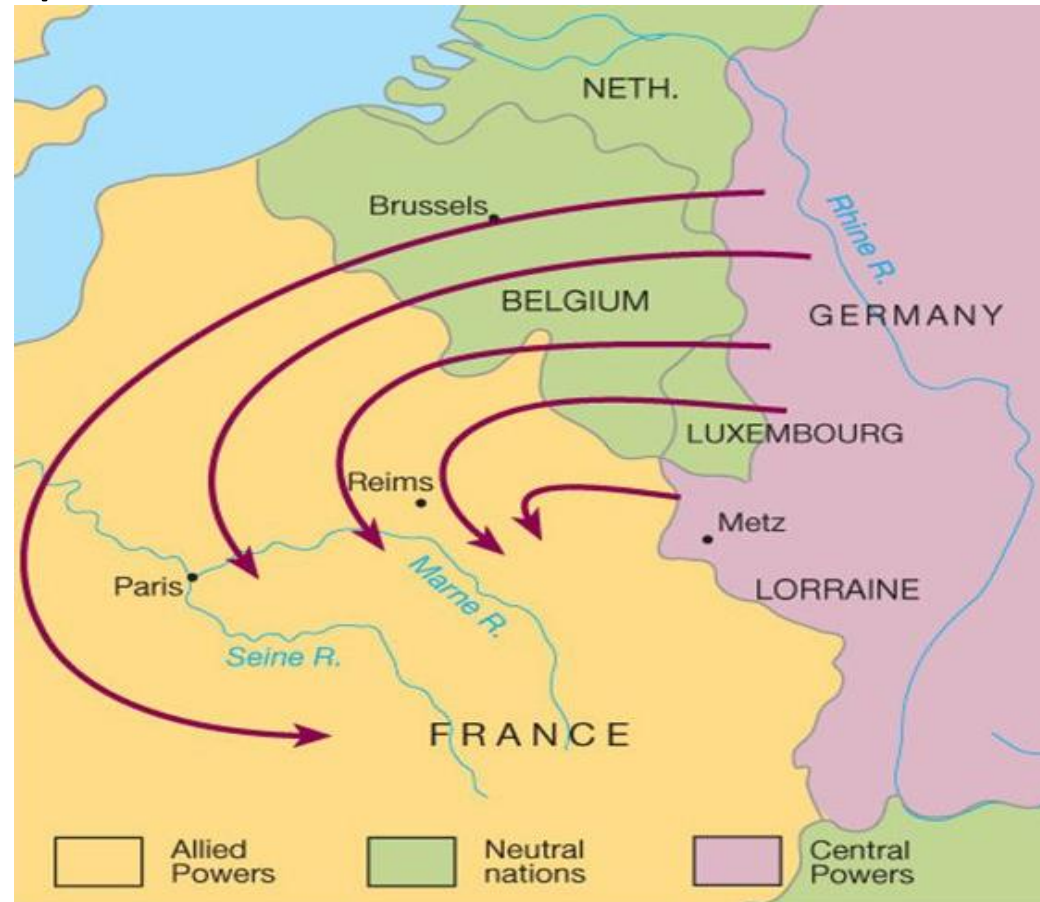 NETH.
Brussels
Rhine R.
BELGIUM
GERMANY
LUXEMBOURG
Reims
Metz
Paris
Marne R.
LORRAINE
Seine R.
FRANCE
Allied
Powers
Neutral
nations
Central
Powers